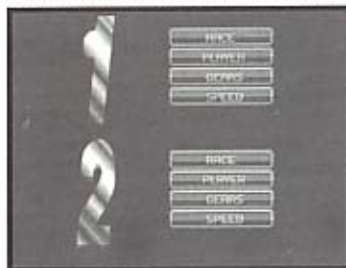 1
RACE
PLAYER
GEARS
SPEED
2
RACE
PLAYER
GEARS
SPEED